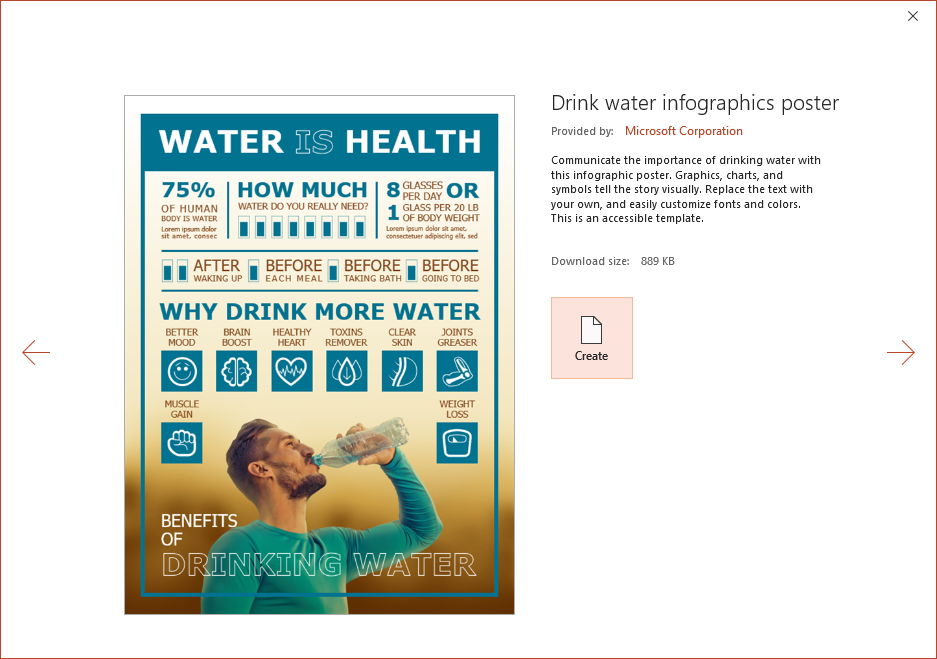 Drink water infographics poster
Provided by: Microsoft Corporation
Communicate the importance of drinking water with
this infographic poster. Graphics, charts, and
symbols tell the story visually. Replace the text with
your own, and easily customize fonts and colors.
This is an accessible template.
Download size: 889 KB
Create
WATER IS HEALTH
75%
OF HUMAN
BODY IS WATER
Lorem ipsum dolor
sit amet, consec
HOW MUCH
WATER DO YOU REALLY NEED?
8 GLASSES
PER DAY OR
1 GLASS PER 20 LB
OF BODY WEIGHT
Lorem ipsum dolor sit amet,
consectetuer adipiscing elit, sed
AFTER
WAKING UP
BEFORE
EACH MEAL
BEFORE
TAKING BATH
BEFORE
GOING TO BED
WHY DRINK MORE WATER
BETTER
MOOD
BRAIN
BOOST
HEALTHY
HEART
TOXINS
REMOVER
CLEAR
SKIN
JOINTS
GREASER
MUSCLE
GAIN
WEIGHT
LOSS
BENEFITS
OF
DRINKING WATER